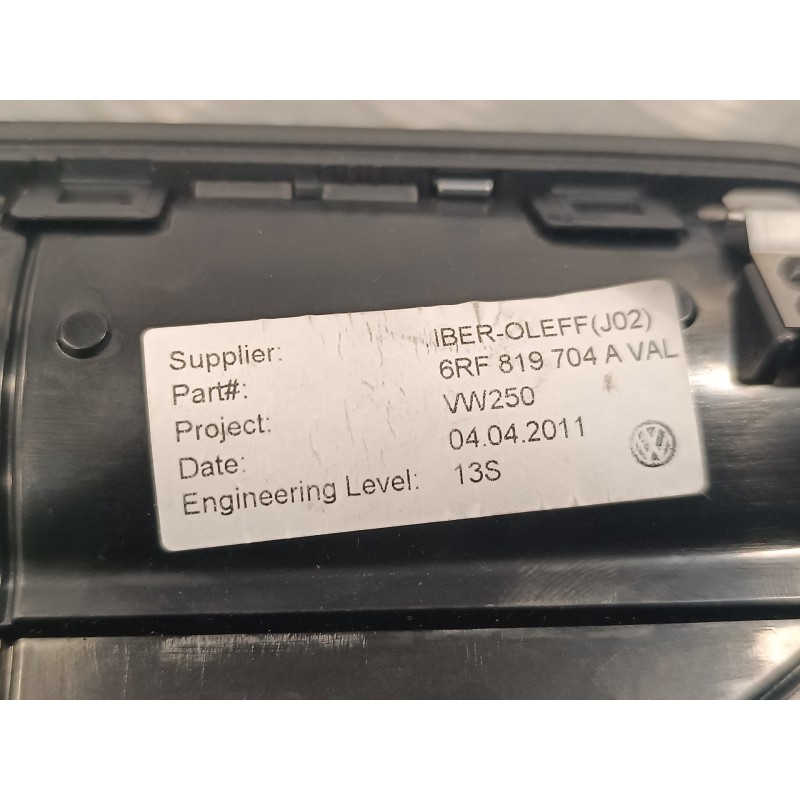 Supplier: IBER-OLEFF(J02)
Part#: 6RF 819 704 A VAL
Project: VW250
Date: 04.04.2011
Engineering Level: 13S